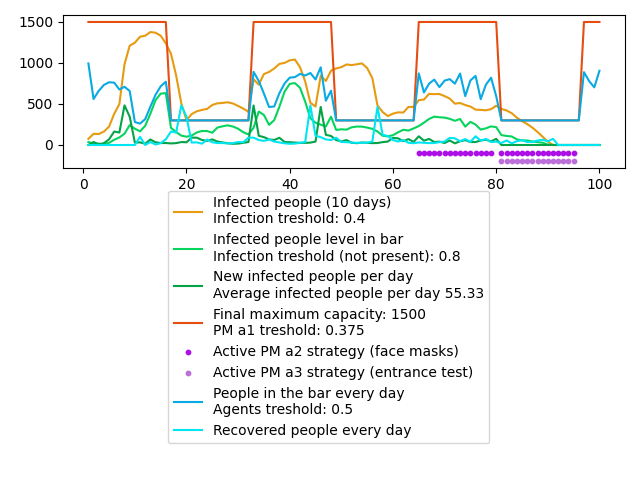 1500
1000
500
0
0
20
40
60
80
100
Infected people (10 days)
Infection treshold: 0.4
Infected people level in bar
Infection treshold (not present): 0.8
New infected people per day
Average infected people per day 55.33
Final maximum capacity: 1500
PM a1 treshold: 0.375
Active PM a2 strategy (face masks)
Active PM a3 strategy (entrance test)
People in the bar every day
Agents treshold: 0.5
Recovered people every day